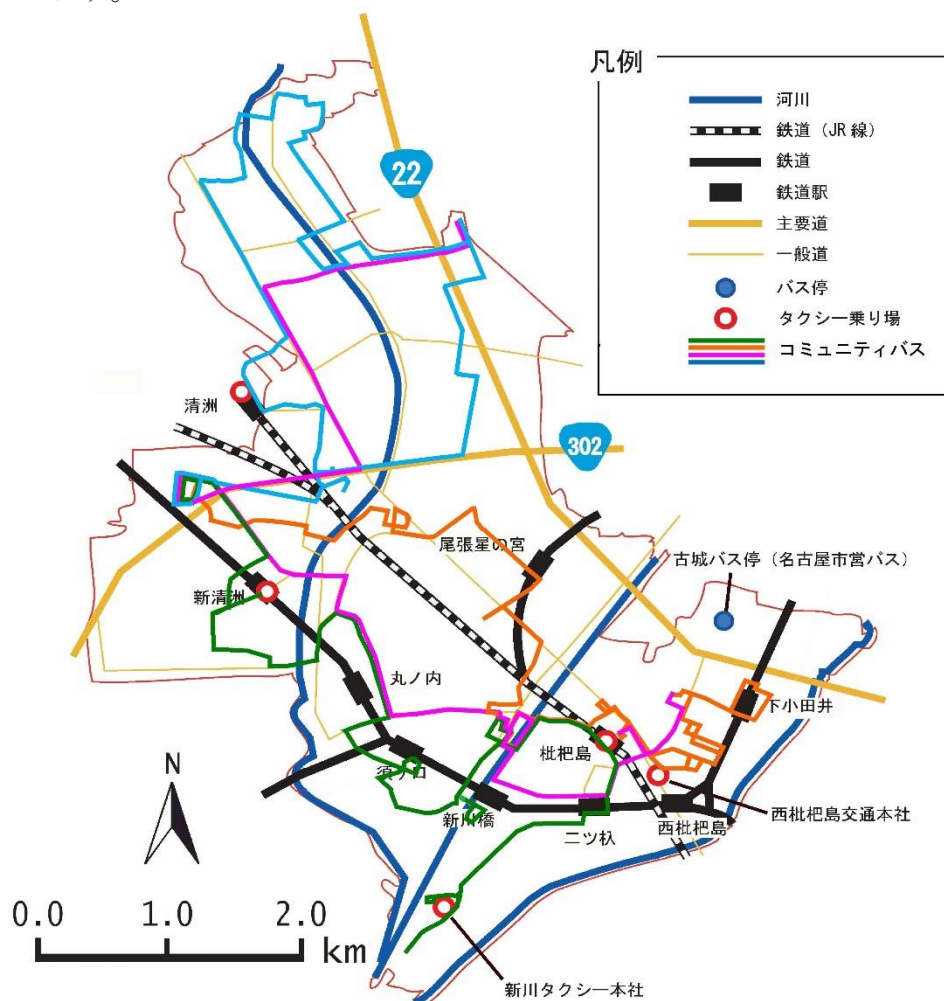 凡例
河川
鉄道（JR 線）
鉄道
鉄道駅
主要道
一般道
バス停
タクシー乗り場
コミュニティバス
22
清洲
302
尾張星の宮
古城バス停（名古屋市営バス）
新清洲
丸ノ内
下小田井
枇杷島
須ケ口
新川橋
二ツ杁
西枇杷島
西枇杷島交通本社
N
0.0 1.0 2.0
km
新川タクシー本社